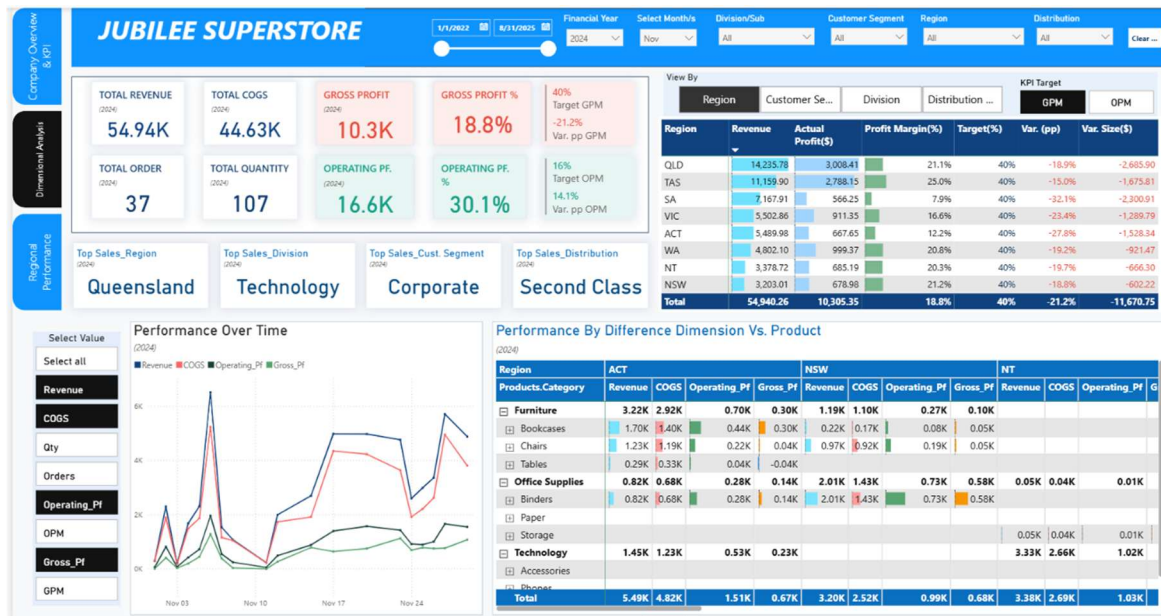 Company Overview
& KPI
Dimensional Analysis
Regional
Performance
JUBILEE SUPERSTORE
1/1/2022 8/31/2025
Financial Year
2024
Select Month/s
Nov
Division/Sub
All
Customer Segment
All
Region
All
Distribution
All
Clear ...
TOTAL REVENUE
(2024)
54.94K
TOTAL COGS
(2024)
44.63K
GROSS PROFIT
(2024)
10.3K
GROSS PROFIT %
18.8%
40%
Target GPM
-21.2%
Var. pp GPM
TOTAL ORDER
(2024)
37
TOTAL QUANTITY
(2024)
107
OPERATING PF.
(2024)
16.6K
OPERATING PF.
%
30.1%
16%
Target OPM
14.1%
Var. pp OPM
Top Sales_Region
(2024)
Queensland
Top Sales_Division
(2024)
Technology
Top Sales_Cust. Segment
(2024)
Corporate
Top Sales_Distribution
(2024)
Second Class
View By
Region Customer Se... Division Distribution ...
KPI Target
GPM OPM
Region Revenue Actual Profit($) Profit Margin(%) Target(%) Var. (pp) Var. Size($)
QLD 14,235.78 3,008.41 21.1% 40% -18.9% -2,685.90
TAS 11,159.90 2,788.15 25.0% 40% -15.0% -1,675.81
SA 7,167.91 566.25 7.9% 40% -32.1% -2,300.91
VIC 5,502.86 911.35 16.6% 40% -23.4% -1,289.79
ACT 5,489.98 667.65 12.2% 40% -27.8% -1,528.34
WA 4,802.10 999.37 20.8% 40% -19.2% -921.47
NT 3,378.72 685.19 20.3% 40% -19.7% -666.30
NSW 3,203.01 678.98 21.2% 40% -18.8% -602.22
Total 54,940.26 10,305.35 18.8% 40% -21.2% -11,670.75
Select Value
Select all
Revenue
COGS
Qty
Orders
Operating_Pf
OPM
Gross_Pf
GPM
Performance Over Time
(2024)
Revenue COGS Operating_Pf Gross_Pf
6K
4K
2K
0K
Nov 03 Nov 10 Nov 17 Nov 24
Performance By Difference Dimension Vs. Product
(2024)
Region ACT NSW NT
Products.Category Revenue COGS Operating_Pf Gross_Pf Revenue COGS Operating_Pf Gross_Pf Revenue COGS Operating_Pf G
Furniture 3.22K 2.92K 0.70K 0.30K 1.19K 1.10K 0.27K 0.10K
Bookcases 1.70K 1.40K 0.44K 0.30K 0.22K 0.17K 0.08K 0.05K
Chairs 1.23K 1.19K 0.22K 0.04K 0.97K 0.92K 0.19K 0.05K
Tables 0.29K 0.33K 0.04K -0.04K
Office Supplies 0.82K 0.68K 0.28K 0.14K 2.01K 1.43K 0.73K 0.58K 0.05K 0.04K 0.01K
Binders 0.82K 0.68K 0.28K 0.14K 2.01K 1.43K 0.73K 0.58K
Paper
Storage 0.05K 0.04K 0.01K
Technology 1.45K 1.23K 0.53K 0.23K 3.33K 2.66K 1.02K
Accessories
Phones
Total 5.49K 4.82K 1.51K 0.67K 3.20K 2.52K 0.99K 0.68K 3.38K 2.69K 1.03K